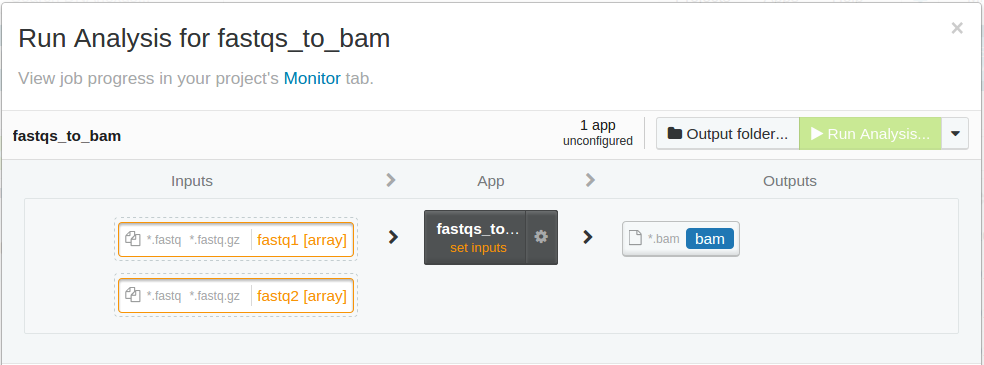 Run Analysis for fastqs_to_bam
×
View job progress in your project's Monitor tab.
fastqs_to_bam
1 app
unconfigured
Output folder...
Run Analysis...
Inputs
App
Outputs
*.fastq *.fastq.gz fastq1 [array]
fastqs_to...
set inputs
*.bam bam
*.fastq *.fastq.gz fastq2 [array]